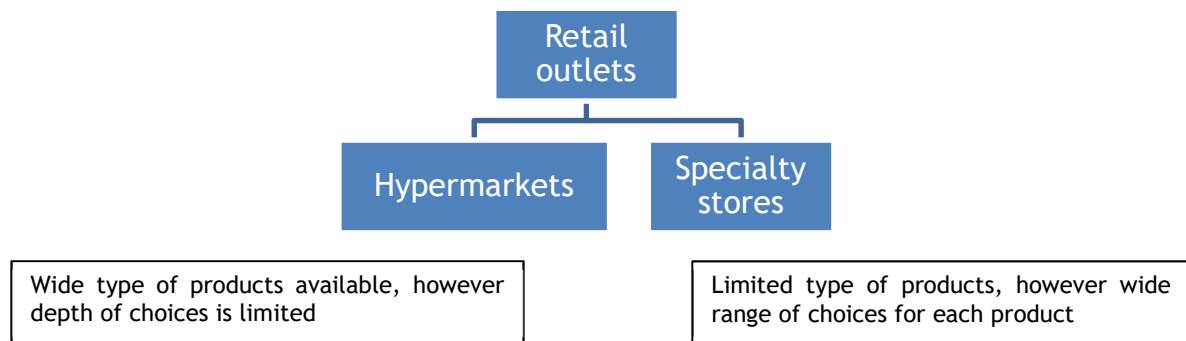 Retail
outlets
Hypermarkets
Specialty
stores
Wide type of products available, however
depth of choices is limited
Limited type of products, however wide
range of choices for each product